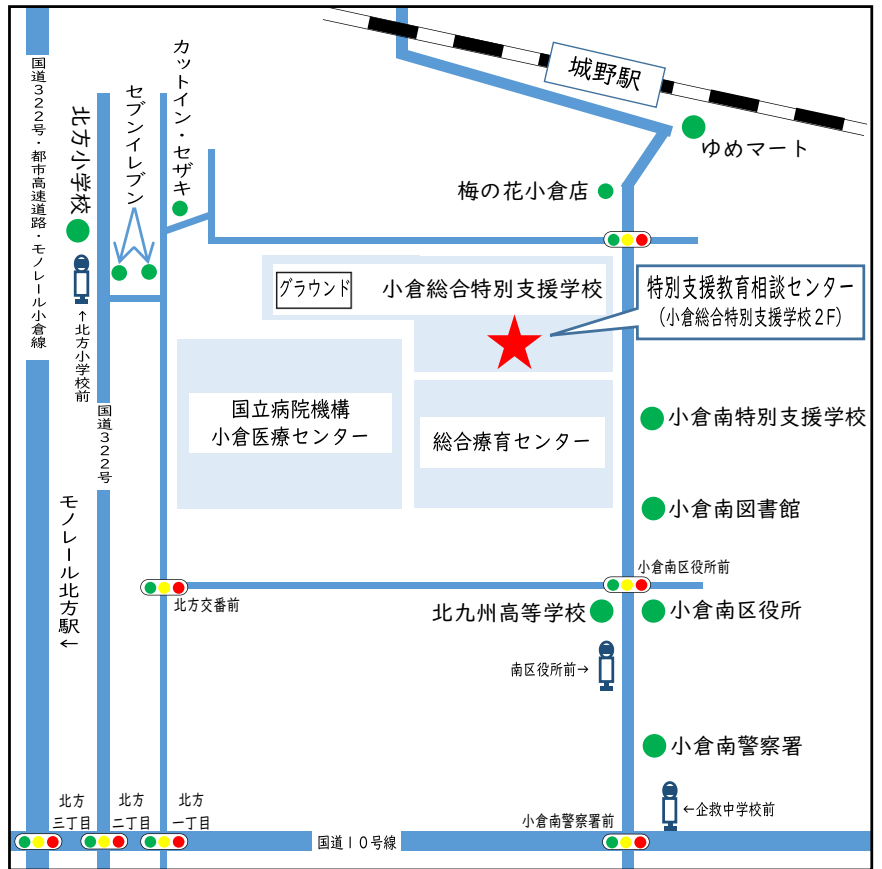 城野駅
ゆめマート
カットイン・セザキ
セブンイレブン
北方小学校
国道322号・都市高速道路・モノレール小倉線
梅の花小倉店
グラウンド
小倉総合特別支援学校
特別支援教育相談センター
(小倉総合特別支援学校2F)
↑北方小学校前
国立病院機構
小倉医療センター
総合療育センター
国道322号
小倉南特別支援学校
小倉南図書館
モノレール北方駅←
小倉南区役所前
北方交番前
北九州高等学校
小倉南区役所
南区役所前→
小倉南警察署
←企救中学校前
北方
三丁目
北方
二丁目
北方
一丁目
小倉南警察署前
国道10号線